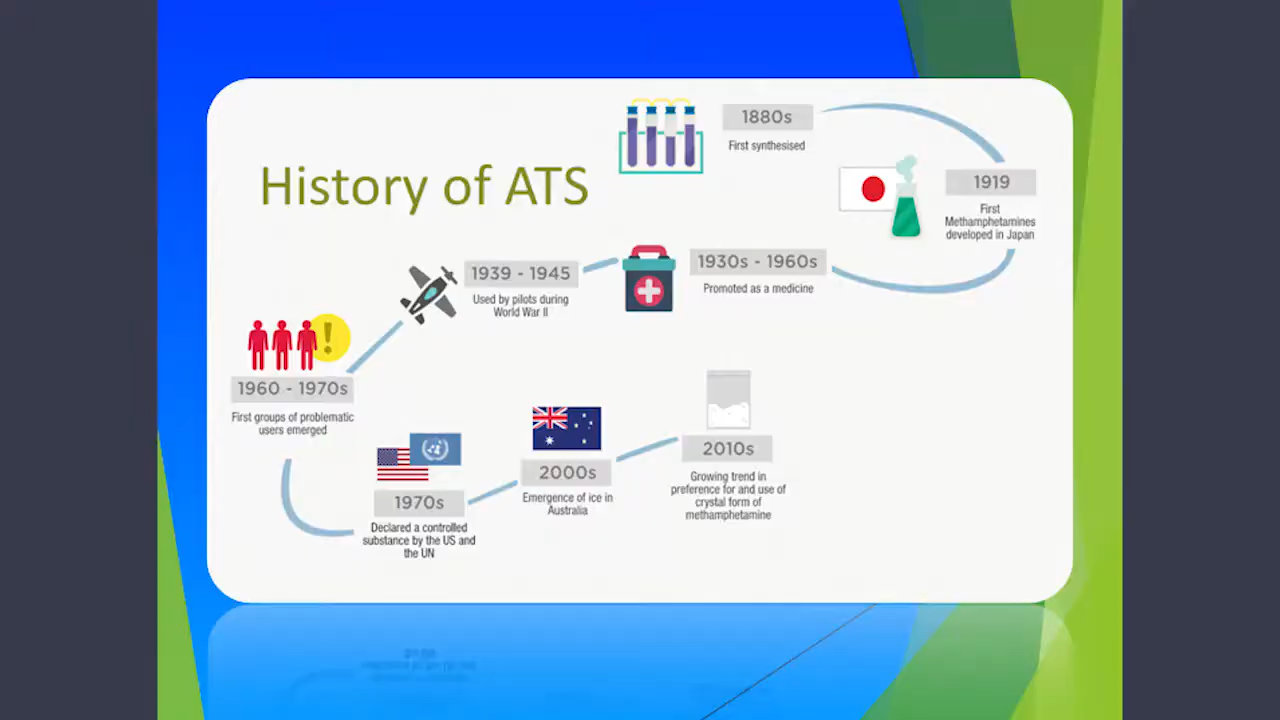 History of ATS
1880s
First synthesised
1919
First
Methamphetamines
developed in Japan
1930s - 1960s
Promoted as a medicine
1939 - 1945
Used by pilots during
World War II
1960 - 1970s
First groups of problematic
users emerged
1970s
Declared a controlled
substance by the US and
the UN
2000s
Emergence of ice in
Australia
2010s
Growing trend in
preference for and use of
crystal form of
methamphetamine